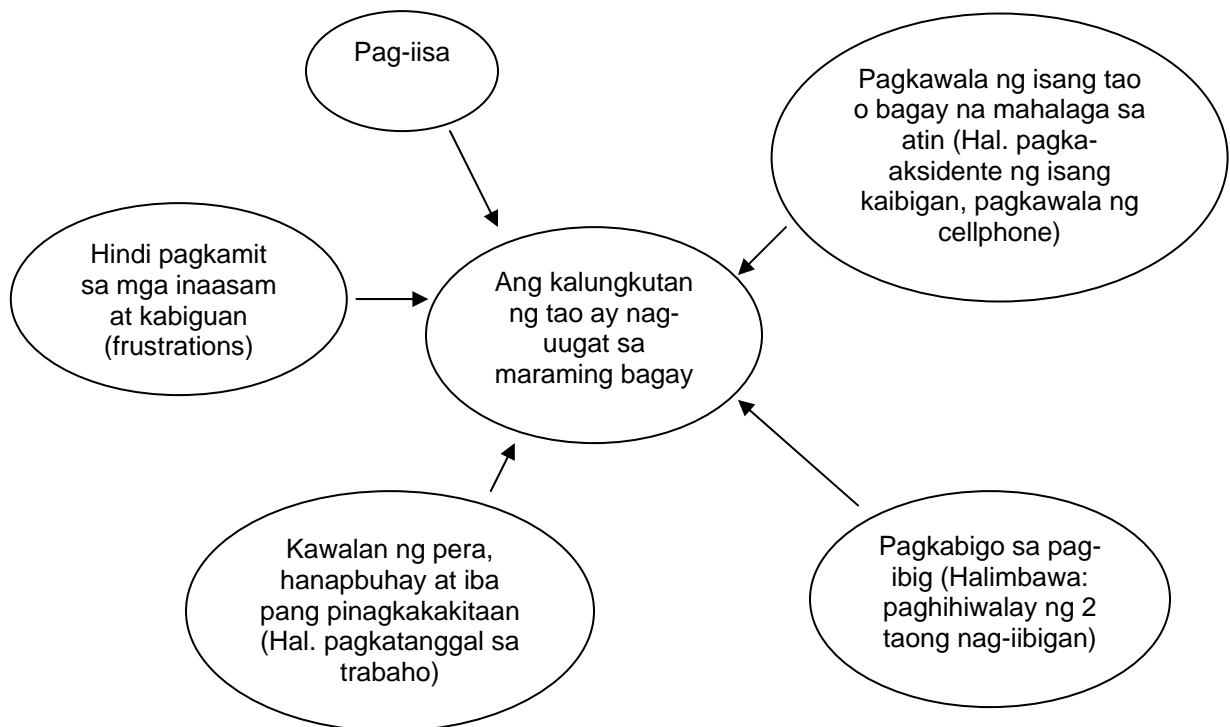 Pag-iisa
Pagkawala ng isang tao
o bagay na mahalaga sa
atin (Hal. pagka-
aksidente ng isang
kaibigan, pagkawala ng
cellphone)
Hindi pagkamit
sa mga inaasam
at kabiguan
(frustrations)
Ang kalungkutan
ng tao ay nag-
uugat sa
maraming bagay
Kawalan ng pera,
hanapbuhay at iba
pang pinagkakakitaan
(Hal. pagkatanggal sa
trabaho)
Pagkabigo sa pag-
ibig (Halimbawa:
paghihiwalay ng 2
taong nag-iibigan)